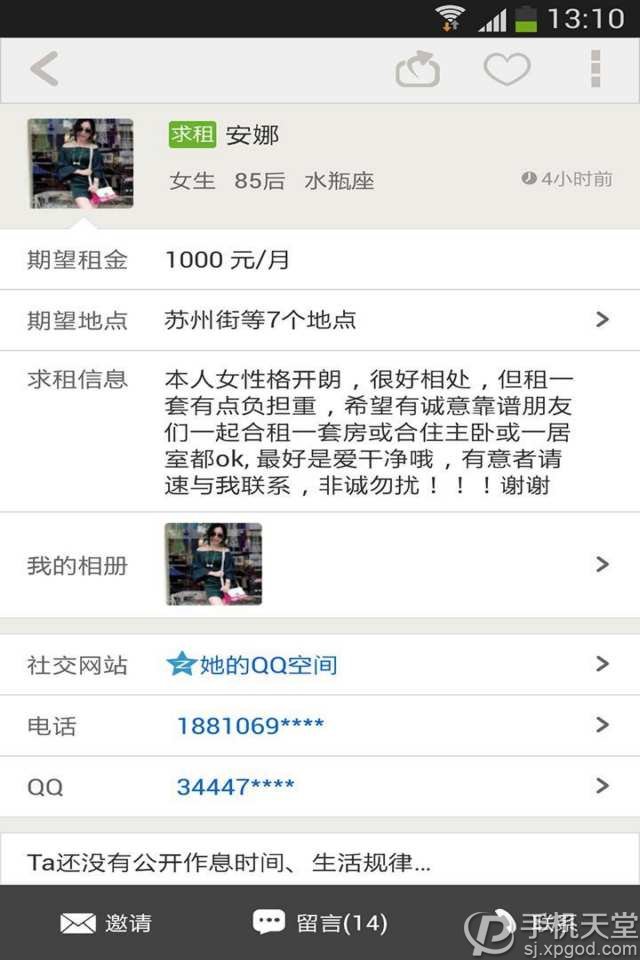 13:10
求租 安娜
女生 85后 水瓶座 4小时前
期望租金 1000 元/月
期望地点 苏州街等7个地点
求租信息 本人女性格开朗，很好相处，但租一
套有点负担重，希望有诚意靠谱朋友
们一起合租一套房或合住主卧或一居
室都ok, 最好是爱干净哦，有意者请
速与我联系，非诚勿扰！！！谢谢
我的相册
社交网站 她的QQ空间
电话 1881069****
QQ 34447****
Ta还没有公开作息时间、生活规律...
邀请 留言(14) 联系
手机天堂
sj.xpgod.com